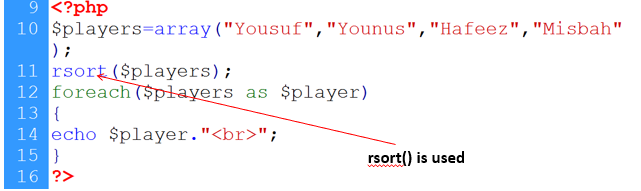 9 <?php
10 $players=array("Yousuf","Younus","Hafeez","Misbah"
);
11 rsort($players);
12 foreach($players as $player)
13 {
14 echo $player."<br>";
15 }
rsort() is used
16 ?>